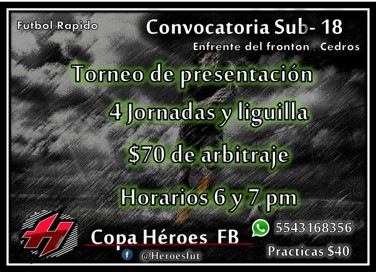 Futbol Rapido
Convocatoria Sub- 18
Enfrente del fronton , Cedros
Torneo de presentación
4 Jornadas y liguilla
$70 de arbitraje
Horarios 6 y 7 pm
Copa Héroes FB
5543168356
@Heroesfut
Practicas $40